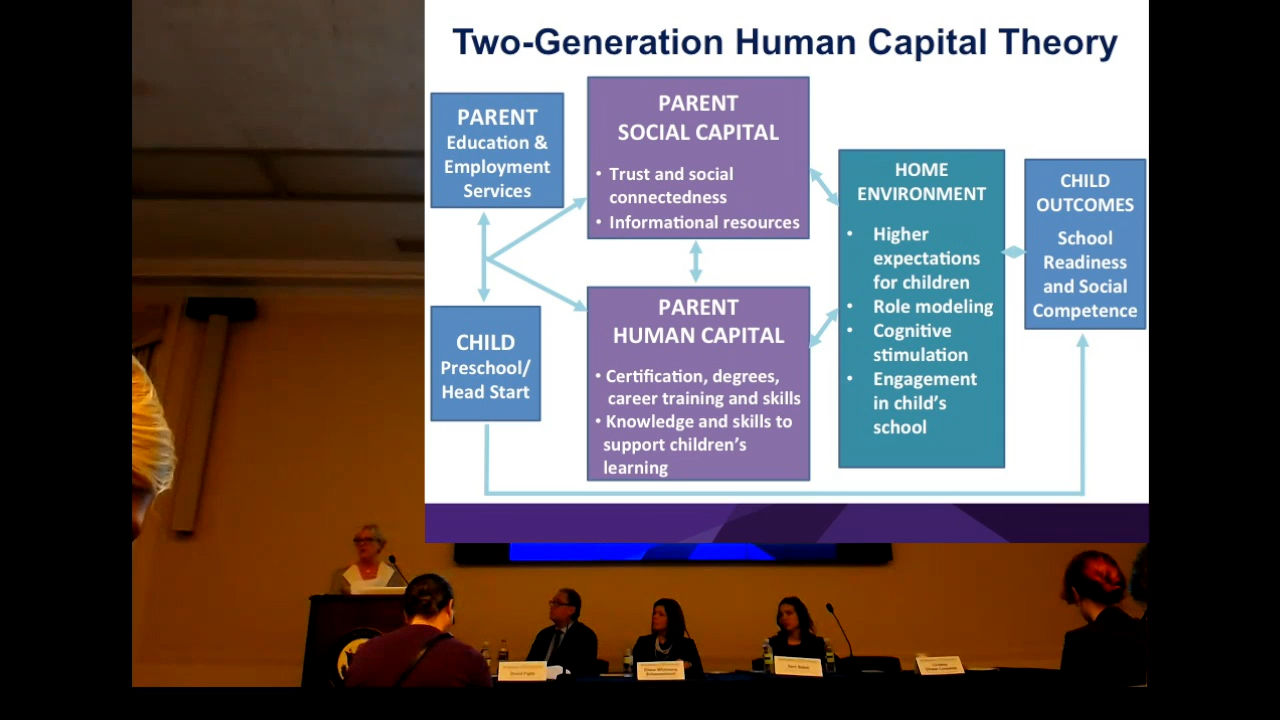 Two-Generation Human Capital Theory
PARENT
Education &
Employment
Services
CHILD
Preschool/
Head Start
PARENT
SOCIAL CAPITAL
• Trust and social
connectedness
• Informational resources
PARENT
HUMAN CAPITAL
• Certification, degrees,
career training and skills
• Knowledge and skills to
support children's
learning
HOME
ENVIRONMENT
• Higher
expectations
for children
• Role modeling
• Cognitive
stimulation
• Engagement
in child's
school
CHILD
OUTCOMES
School
Readiness
and Social
Competence